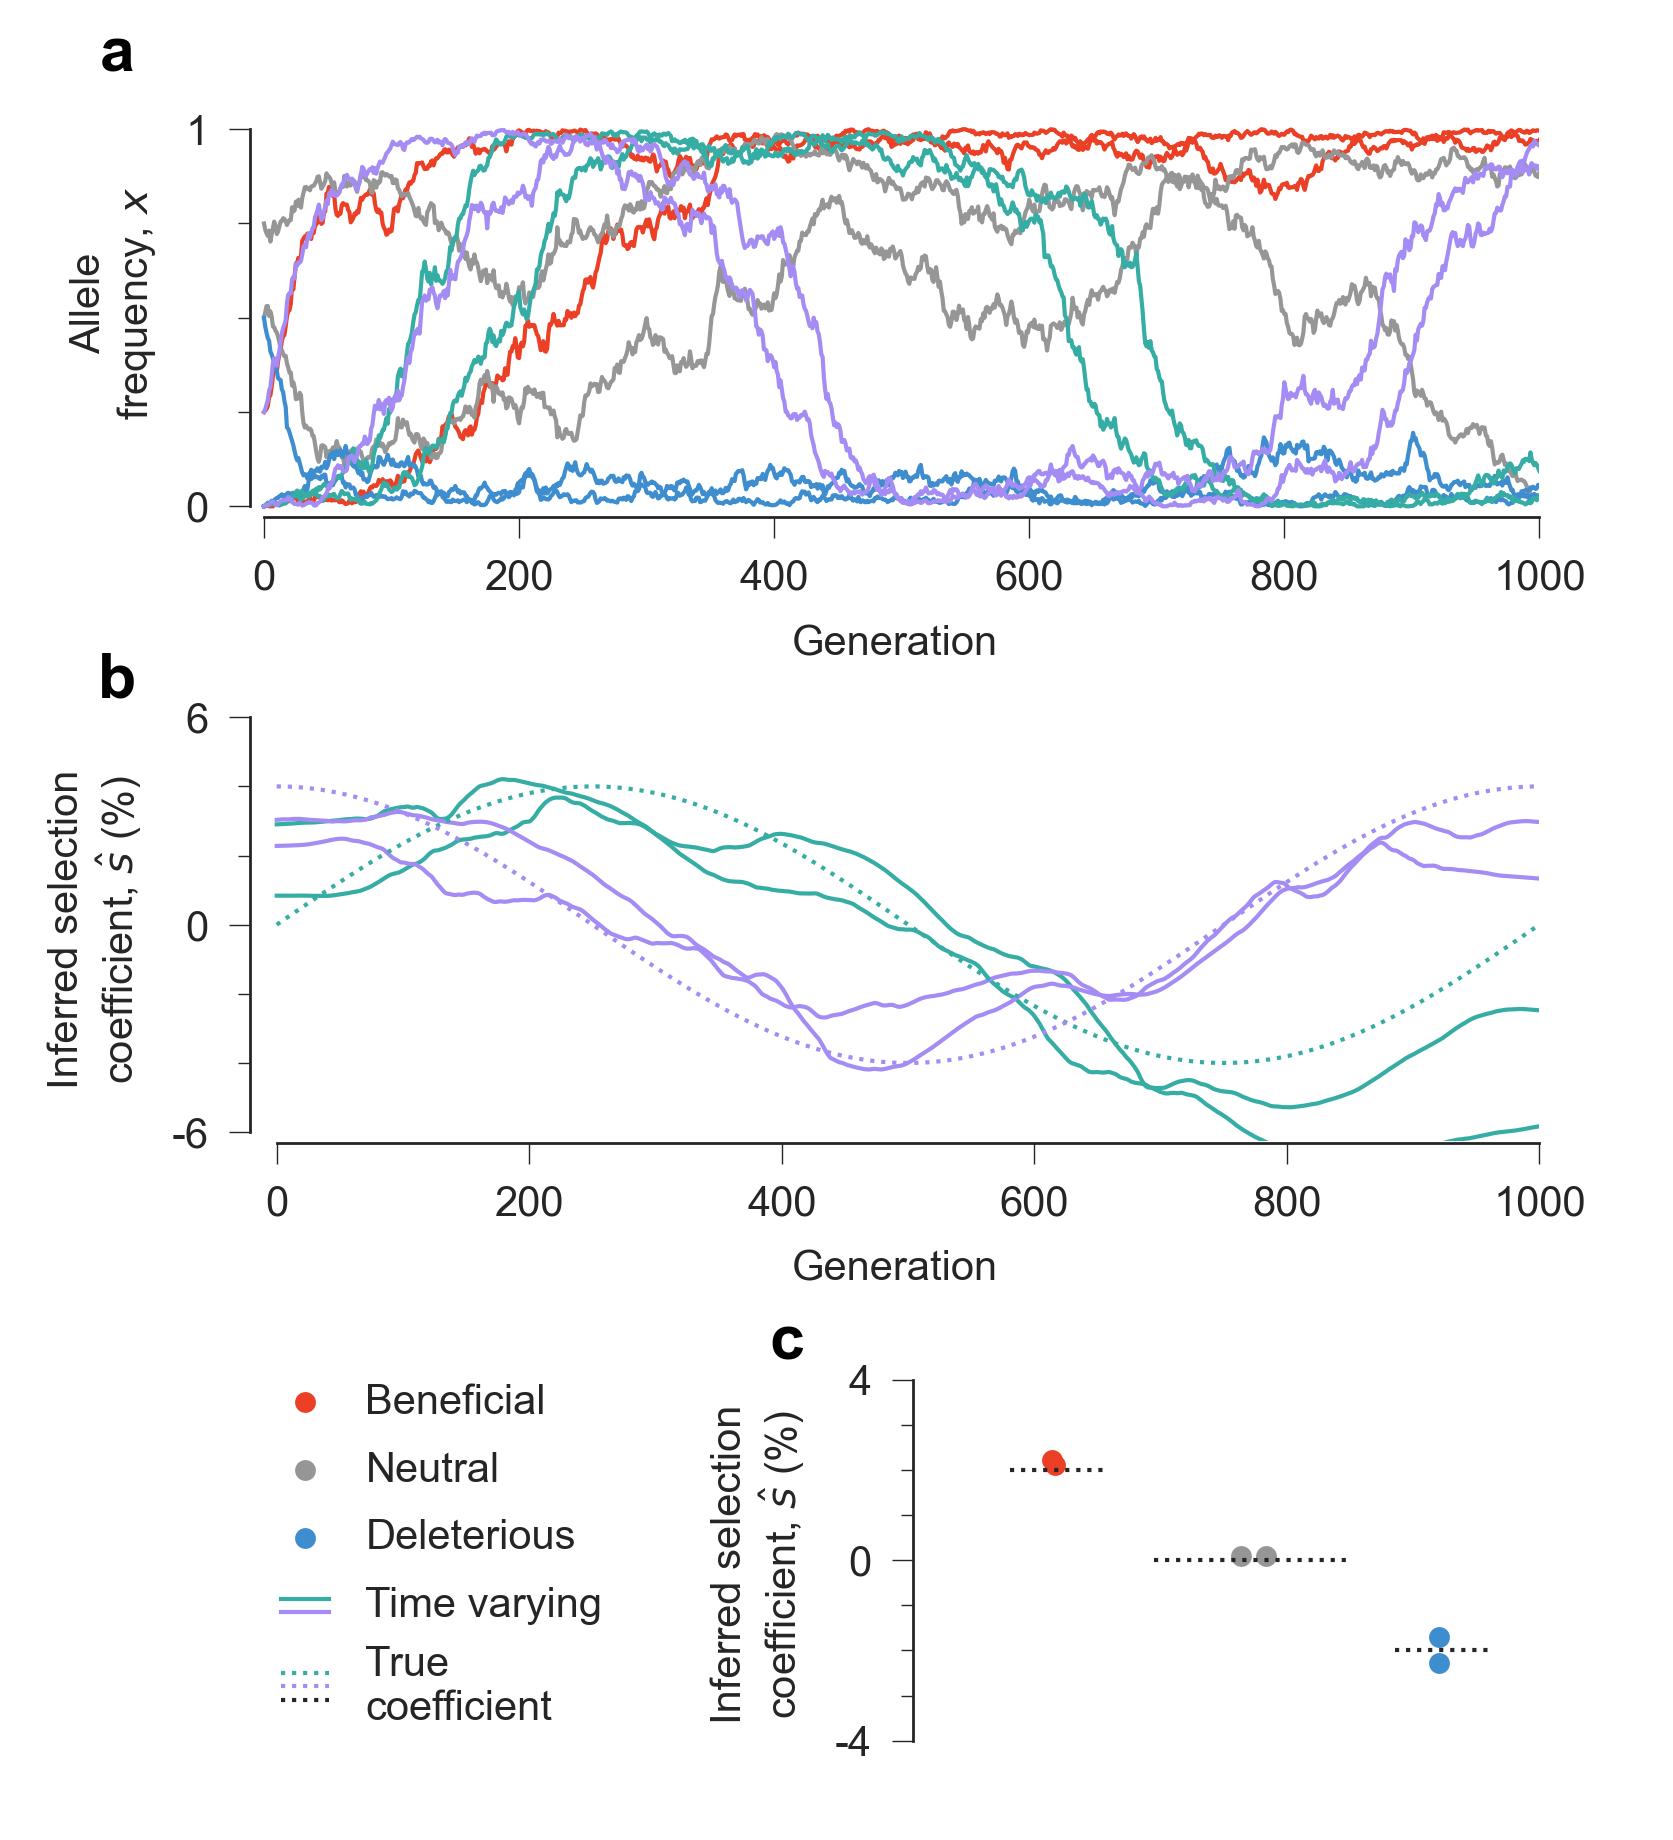 a
1
0
Allele
frequency, x
0 200 400 600 800 1000
Generation
b
6
0
-6
Inferred selection
coefficient, ŝ (%)
0 200 400 600 800 1000
Generation
Beneficial
Neutral
Deleterious
Time varying
True
coefficient
c
4
0
-4
Inferred selection
coefficient, ŝ (%)